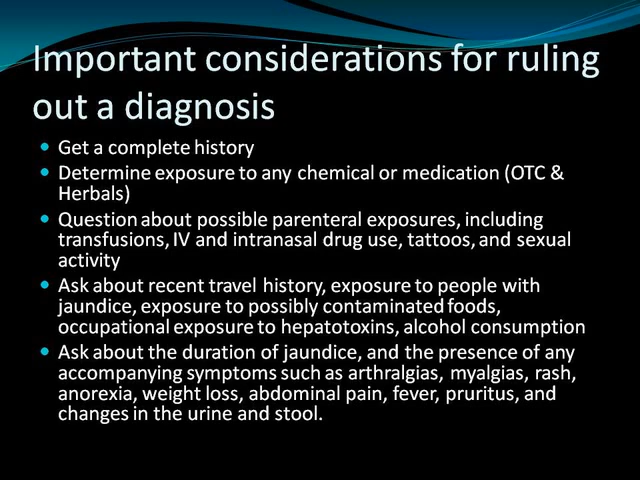 Important considerations for ruling
out a diagnosis
Get a complete history
Determine exposure to any chemical or medication (OTC &
Herbals)
Question about possible parenteral exposures, including
transfusions, IV and intranasal drug use, tattoos, and sexual
activity
Ask about recent travel history, exposure to people with
jaundice, exposure to possibly contaminated foods,
occupational exposure to hepatotoxins, alcohol consumption
Ask about the duration of jaundice, and the presence of any
accompanying symptoms such as arthralgias, myalgias, rash,
anorexia, weight loss, abdominal pain, fever, pruritus, and
changes in the urine and stool.